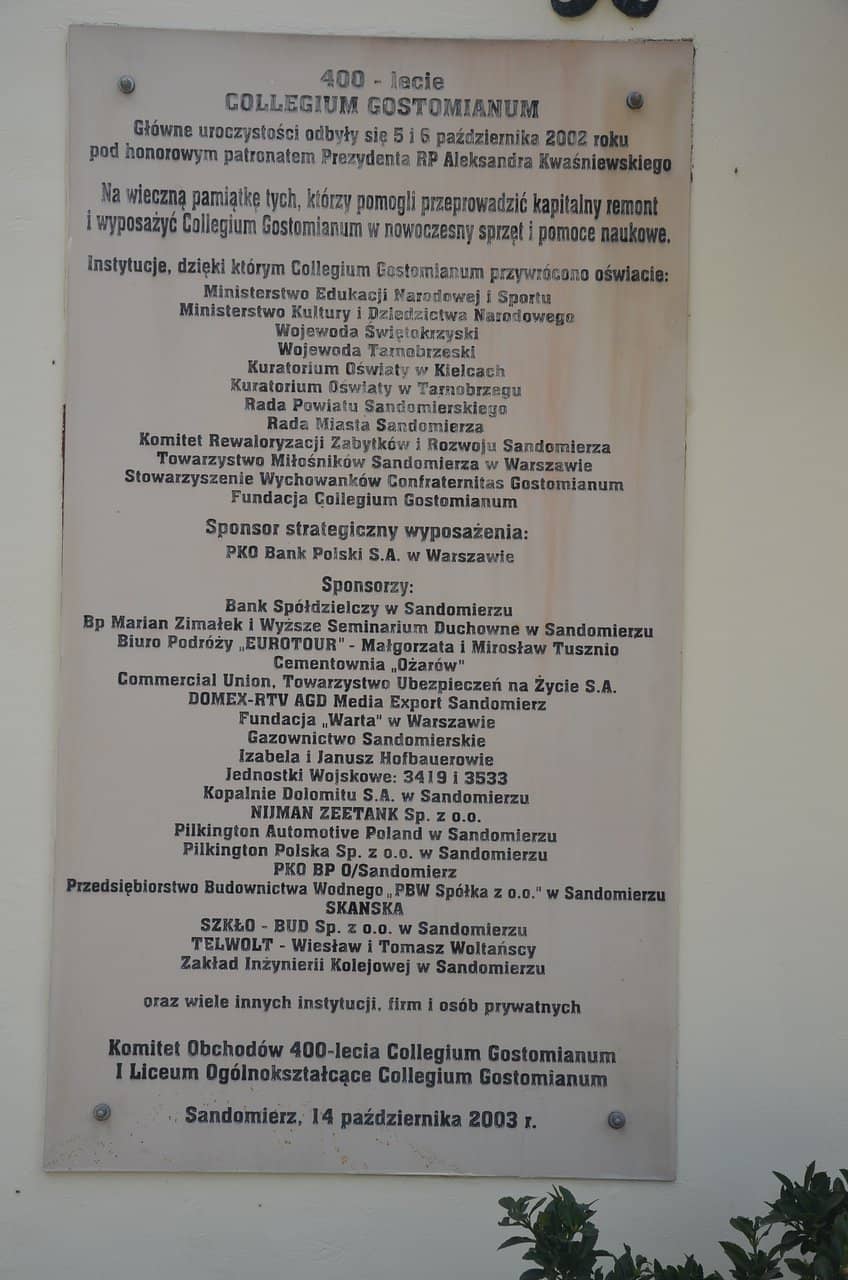 400 - lecie
COLLEGIUM GOSTOMIANUM
Główne uroczystości odbyły się 5 i 6 października 2002 roku
pod honorowym patronatem Prezydenta RP Aleksandra Kwaśniewskiego
Na wieczną pamiątkę tych, którzy pomogli przeprowadzić kapitalny remont
i wyposażyć Collegium Gostomianum w nowoczesny sprzęt i pomoce naukowe.
Instytucje, dzięki którym Collegium Gostomianum przywrócono oświacie:
Ministerstwo Edukacji Narodowej i Sportu
Ministerstwo Kultury i Dziedzictwa Narodowego
Wojewoda Świętokrzyski
Wojewoda Tarnobrzeski
Kuratorium Oświaty w Kielcach
Kuratorium Oświaty w Tarnobrzegu
Rada Powiatu Sandomierskiego
Rada Miasta Sandomierza
Komitet Rewaloryzacji Zabytków i Rozwoju Sandomierza
Towarzystwo Miłośników Sandomierza w Warszawie
Stowarzyszenie Wychowanków Confraternitas Gostomianum
Fundacja Collegium Gostomianum
Sponsor strategiczny wyposażenia:
PKO Bank Polski S.A. w Warszawie
Sponsorzy:
Bank Spółdzielczy w Sandomierzu
Bp Marian Zimałek i Wyższe Seminarium Duchowne w Sandomierzu
Biuro Podróży „EUROTOUR" - Małgorzata i Mirosław Tusznio
Cementownia „Ożarów"
Commercial Union, Towarzystwo Ubezpieczeń na Życie S.A.
DOMEX-RTV AGD Media Export Sandomierz
Fundacja „Warta" w Warszawie
Gazownictwo Sandomierskie
Izabela i Janusz Hofbauerowie
Jednostki Wojskowe: 3419 i 3533
Kopalnie Dolomitu S.A. w Sandomierzu
NIJMAN ZEETANK Sp. z o.o.
Pilkington Automotive Poland w Sandomierzu
Pilkington Polska Sp. z o.o. w Sandomierzu
PKO BP O/Sandomierz
Przedsiębiorstwo Budownictwa Wodnego „PBW Spółka z o.o." w Sandomierzu
SKANSKA
SZKŁO - BUD Sp. z o.o. w Sandomierzu
TELWOLT - Wiesław i Tomasz Woltańscy
Zakład Inżynierii Kolejowej w Sandomierzu
oraz wiele innych instytucji, firm i osób prywatnych
Komitet Obchodów 400-lecia Collegium Gostomianum
I Liceum Ogólnokształcące Collegium Gostomianum
Sandomierz, 14 października 2003 r.